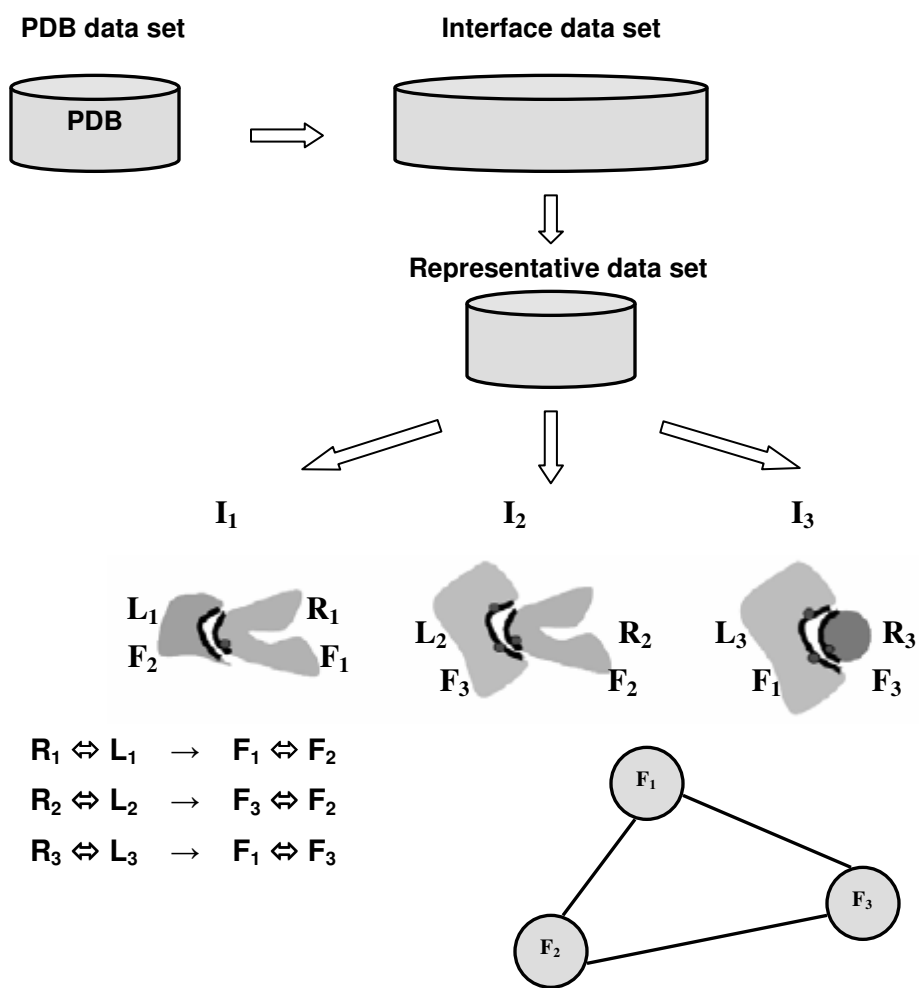 PDB data set
Interface data set
PDB
Representative data set
I₁
I₂
I₃
L₁
R₁
F₂
F₁
L₂
R₂
F₃
F₂
L₃
R₃
F₁
F₃
R₁ ⇔ L₁ → F₁ ⇔ F₂
R₂ ⇔ L₂ → F₃ ⇔ F₂
R₃ ⇔ L₃ → F₁ ⇔ F₃
F₁
F₃
F₂